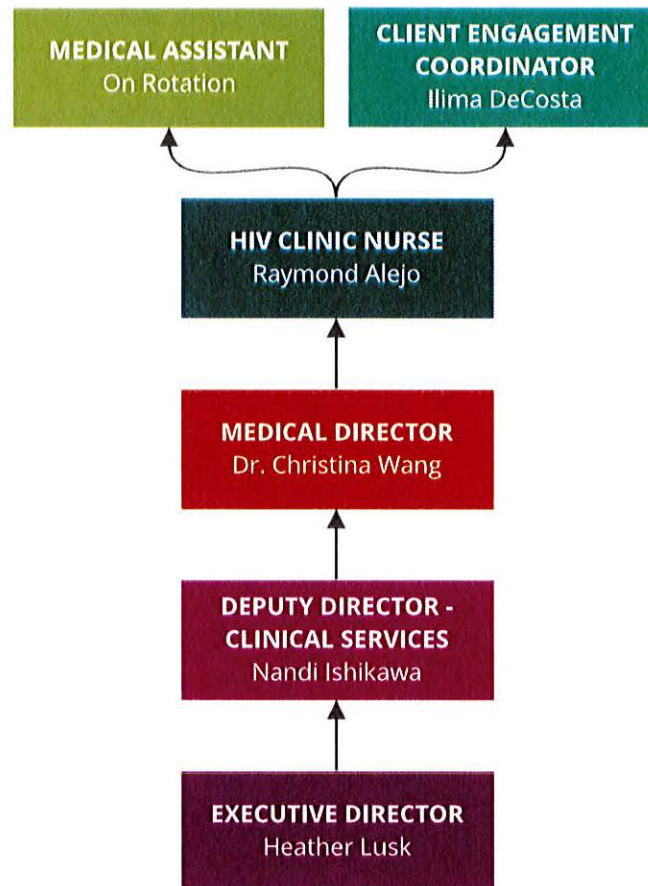 MEDICAL ASSISTANT
On Rotation
CLIENT ENGAGEMENT
COORDINATOR
Ilima DeCosta
HIV CLINIC NURSE
Raymond Alejo
MEDICAL DIRECTOR
Dr. Christina Wang
DEPUTY DIRECTOR -
CLINICAL SERVICES
Nandi Ishikawa
EXECUTIVE DIRECTOR
Heather Lusk